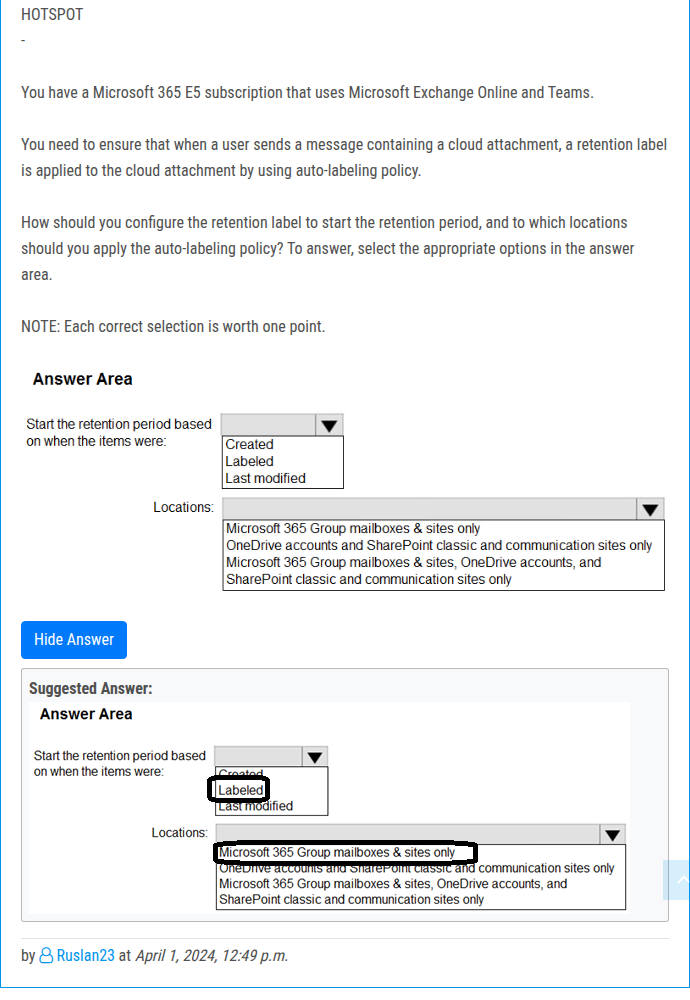 HOTSPOT
-
You have a Microsoft 365 E5 subscription that uses Microsoft Exchange Online and Teams.
You need to ensure that when a user sends a message containing a cloud attachment, a retention label
is applied to the cloud attachment by using auto-labeling policy.
How should you configure the retention label to start the retention period, and to which locations
should you apply the auto-labeling policy? To answer, select the appropriate options in the answer
area.
NOTE: Each correct selection is worth one point.
Answer Area
Start the retention period based
on when the items were:
Created
Labeled
Last modified
Locations:
Microsoft 365 Group mailboxes & sites only
OneDrive accounts and SharePoint classic and communication sites only
Microsoft 365 Group mailboxes & sites, OneDrive accounts, and
SharePoint classic and communication sites only
Hide Answer
Suggested Answer:
Answer Area
Start the retention period based
on when the items were:
Created
Labeled
Last modified
Locations:
Microsoft 365 Group mailboxes & sites only
OneDrive accounts and SharePoint classic and communication sites only
Microsoft 365 Group mailboxes & sites, OneDrive accounts, and
SharePoint classic and communication sites only
by Ruslan23 at April 1, 2024, 12:49 p.m.